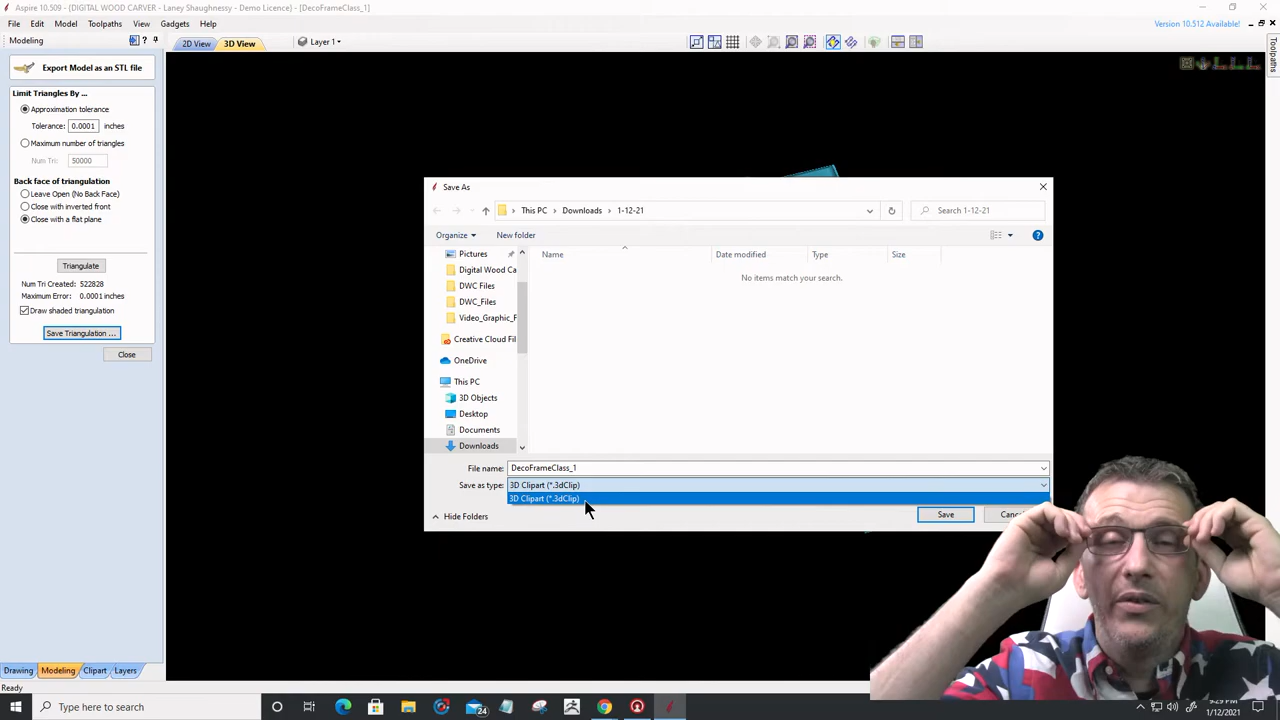 Aspire 10.509 - (DIGITAL WOOD CARVER - Laney Shaughnessy - Demo Licence) - [DecoFrameClass_1]
File Edit Model Toolpaths View Gadgets Help
Version 10.512 Available!
Modeling
2D View 3D View Layer 1
Toolpaths
Export Model as an STL file
Limit Triangles By ...
Approximation tolerance
Tolerance: 0.0001 inches
Maximum number of triangles
Num Tri: 50000
Back face of triangulation
Leave Open (No Back Face)
Close with inverted front
Close with a flat plane
Triangulate
Num Tri Created: 522828
Maximum Error: 0.0001 inches
Draw shaded triangulation
Save Triangulation ...
Close
Save As
This PC > Downloads > 1-12-21
Search 1-12-21
Organize New folder
Name Date modified Type Size
No items match your search.
Pictures
Digital Wood Ca
DWC Files
DWC_Files
Video_Graphic_F
Creative Cloud Fil
OneDrive
This PC
3D Objects
Desktop
Documents
Downloads
File name: DecoFrameClass_1
Save as type: 3D Clipart (*.3dClip)
3D Clipart (*.3dClip)
Hide Folders
Save
Drawing Modeling Clipart Layers
Ready
Type here to search
24
9:29 PM
1/12/2021